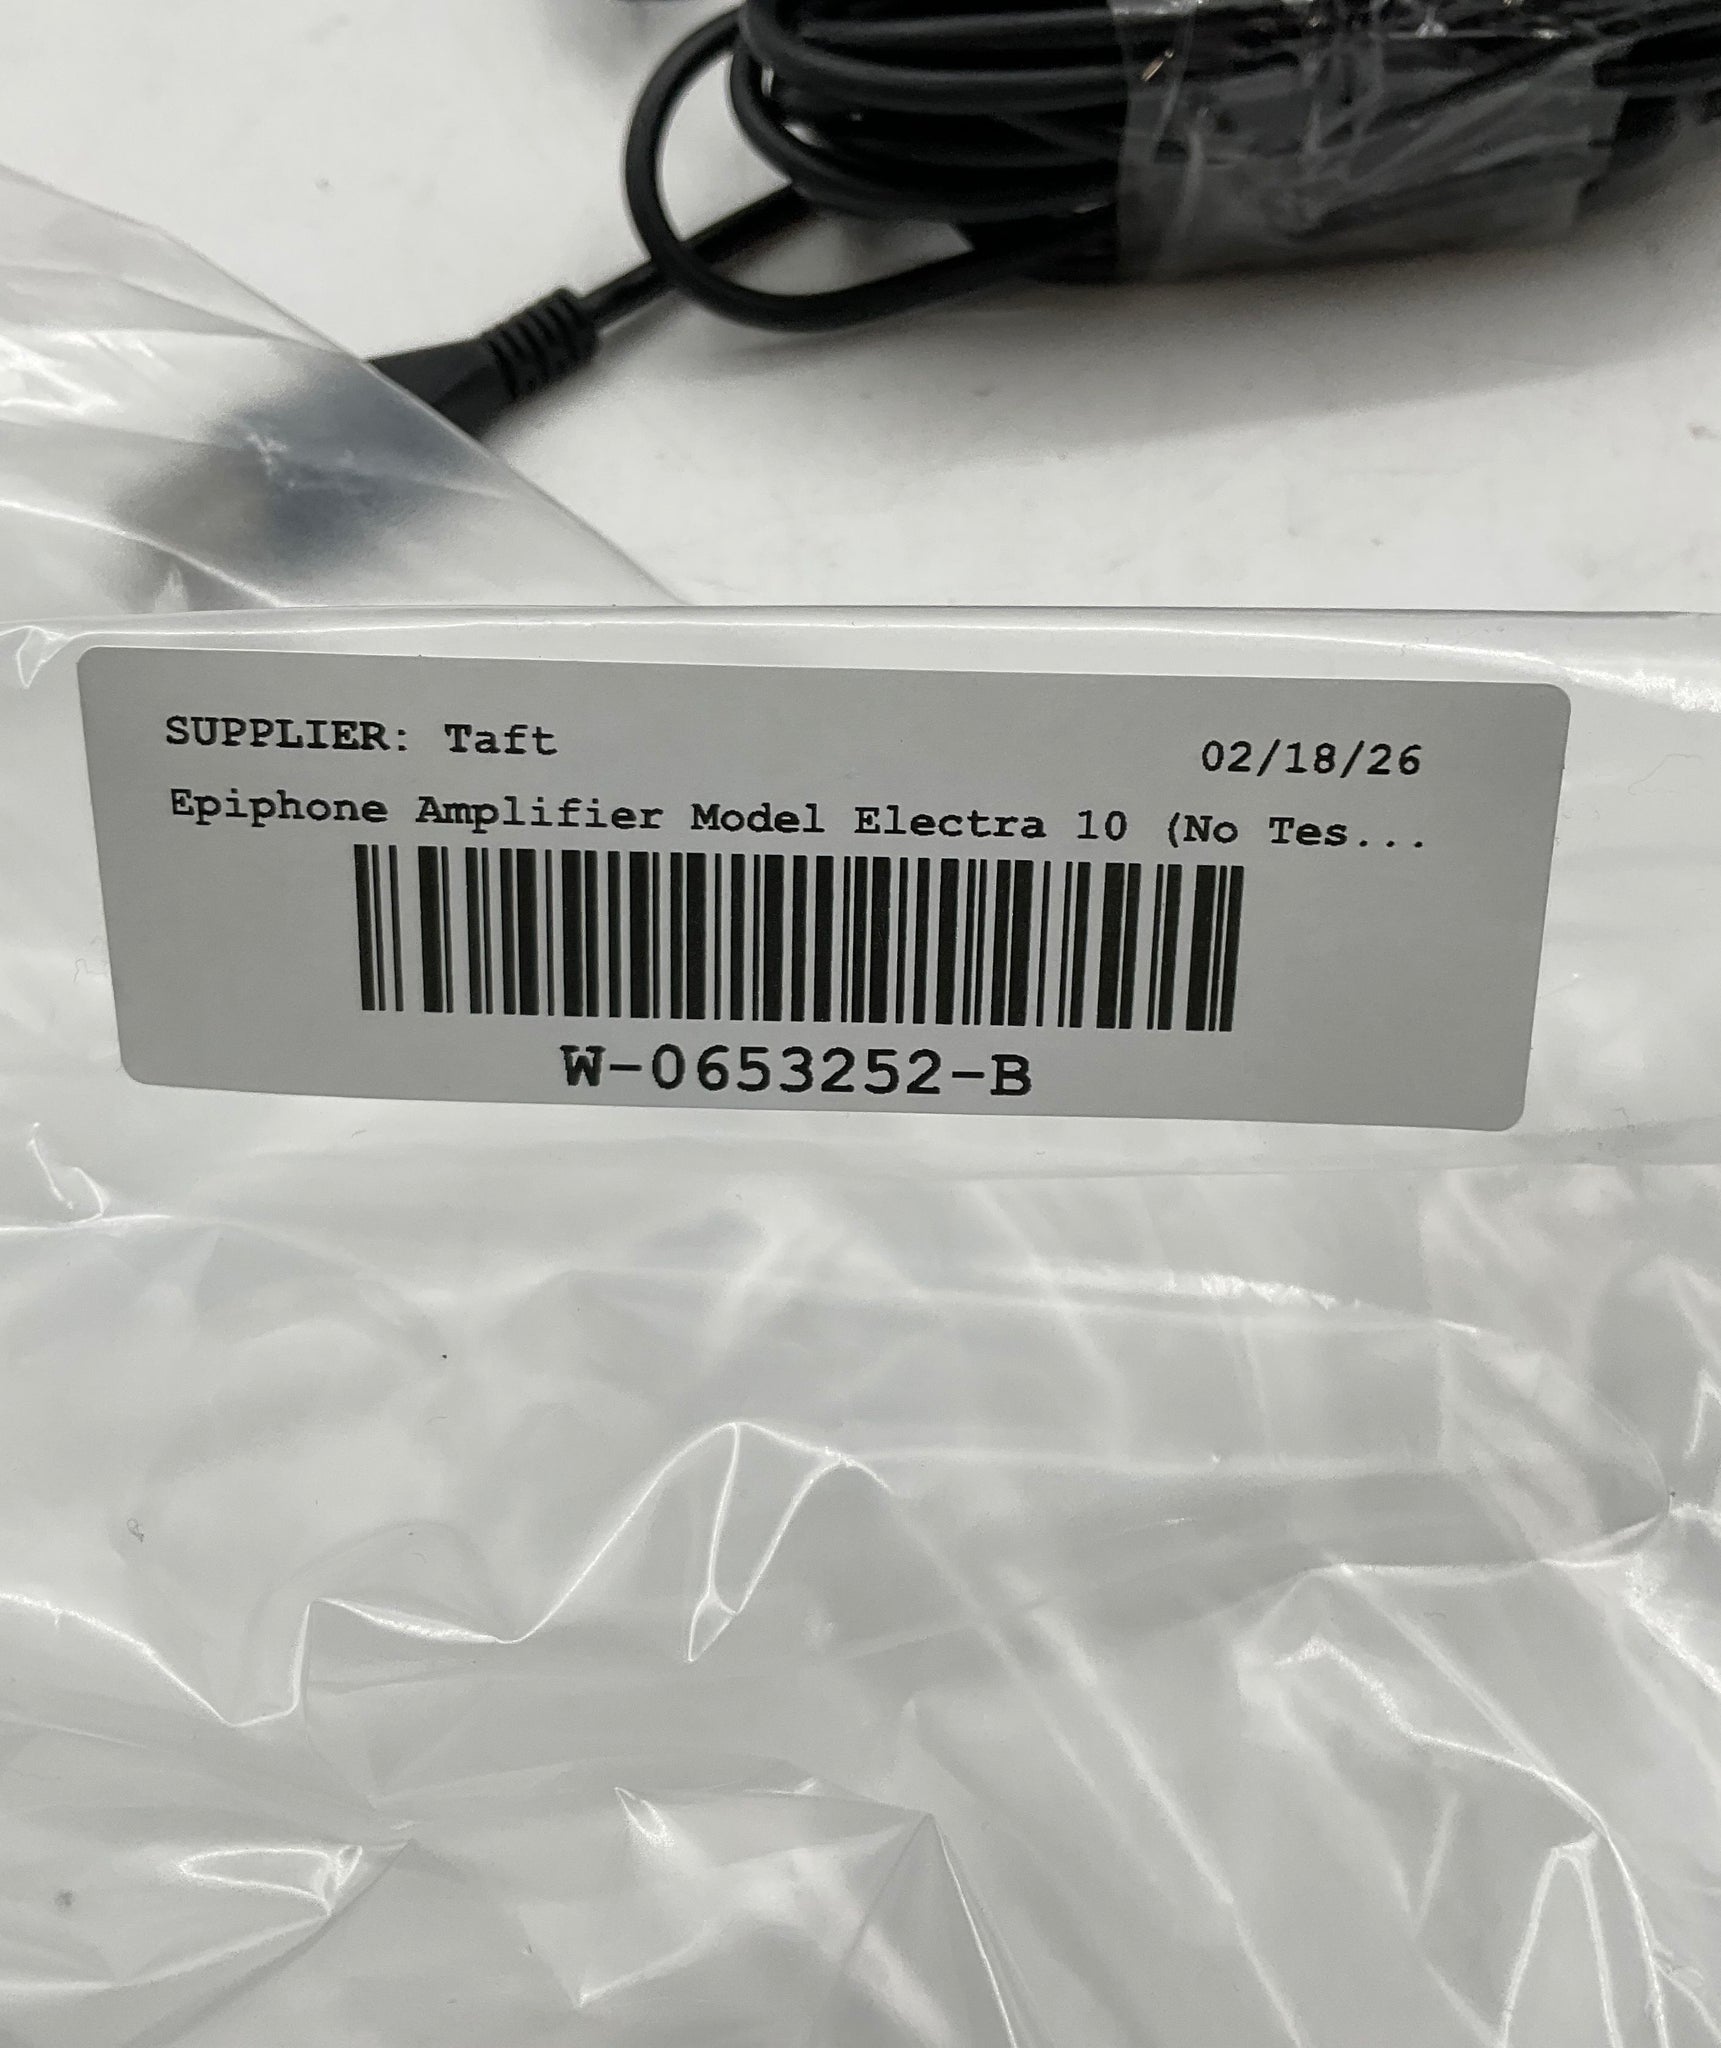 SUPPLIER: Taft
02/18/26
Epiphone Amplifier Model Electra 10 (No Tes...
W-0653252-B